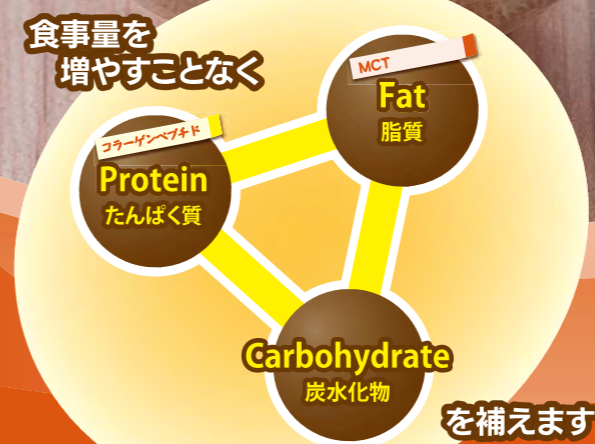 食事量を
増やすことなく
MCT
Fat
脂質
コラーゲンペプチド
Protein
たんぱく質
Carbohydrate
炭水化物
を補えます